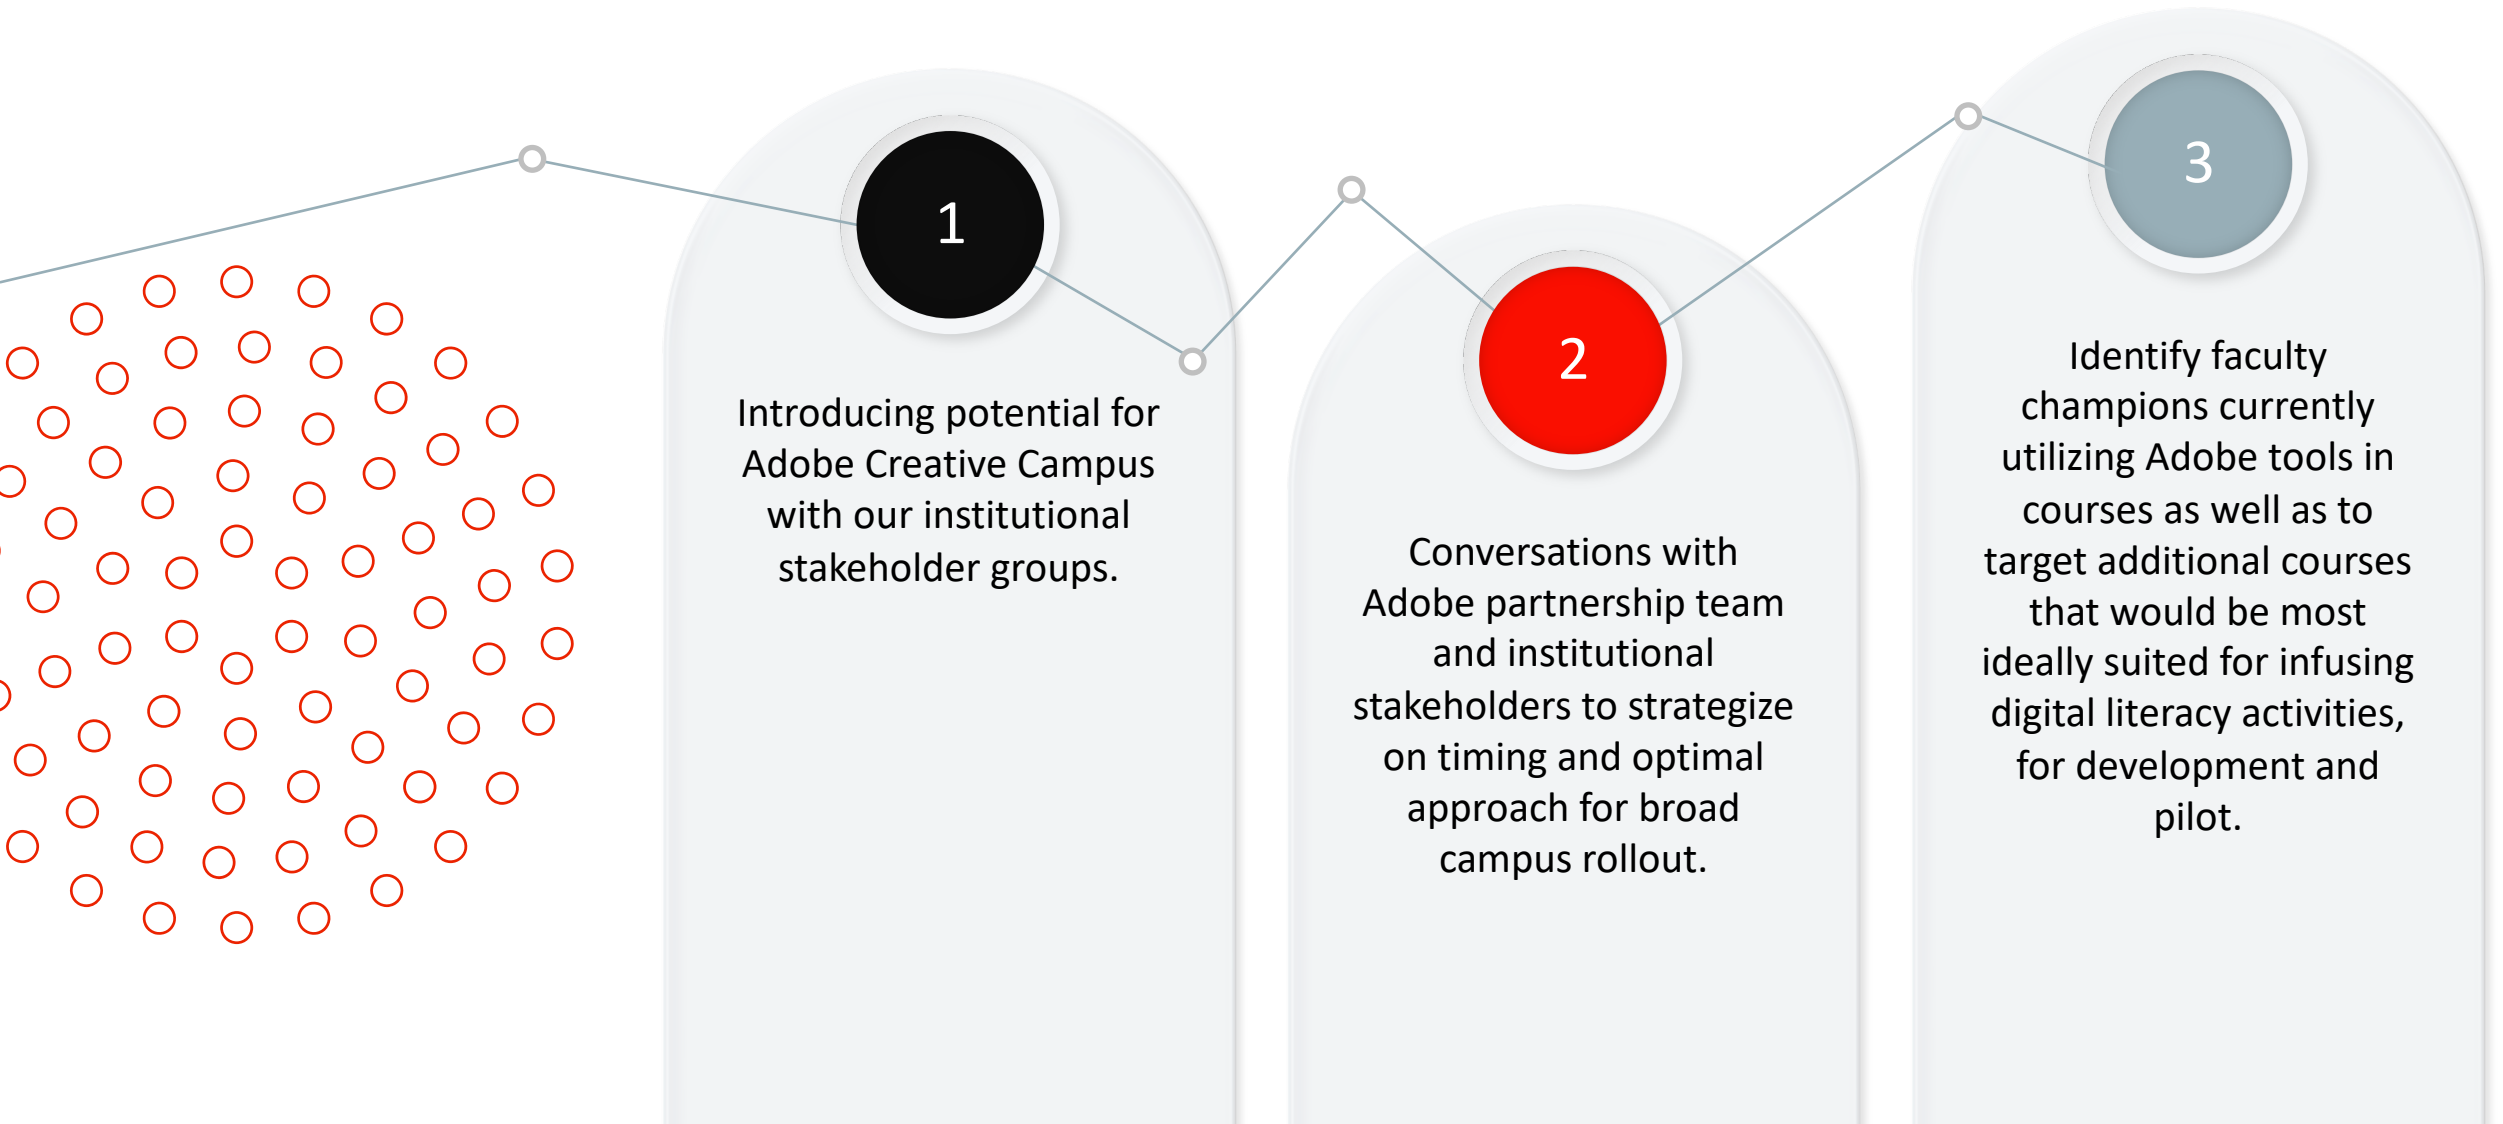 1
Introducing potential for
Adobe Creative Campus
with our institutional
stakeholder groups.
2
Conversations with
Adobe partnership team
and institutional
stakeholders to strategize
on timing and optimal
approach for broad
campus rollout.
3
Identify faculty
champions currently
utilizing Adobe tools in
courses as well as to
target additional courses
that would be most
ideally suited for infusing
digital literacy activities,
for development and
pilot.